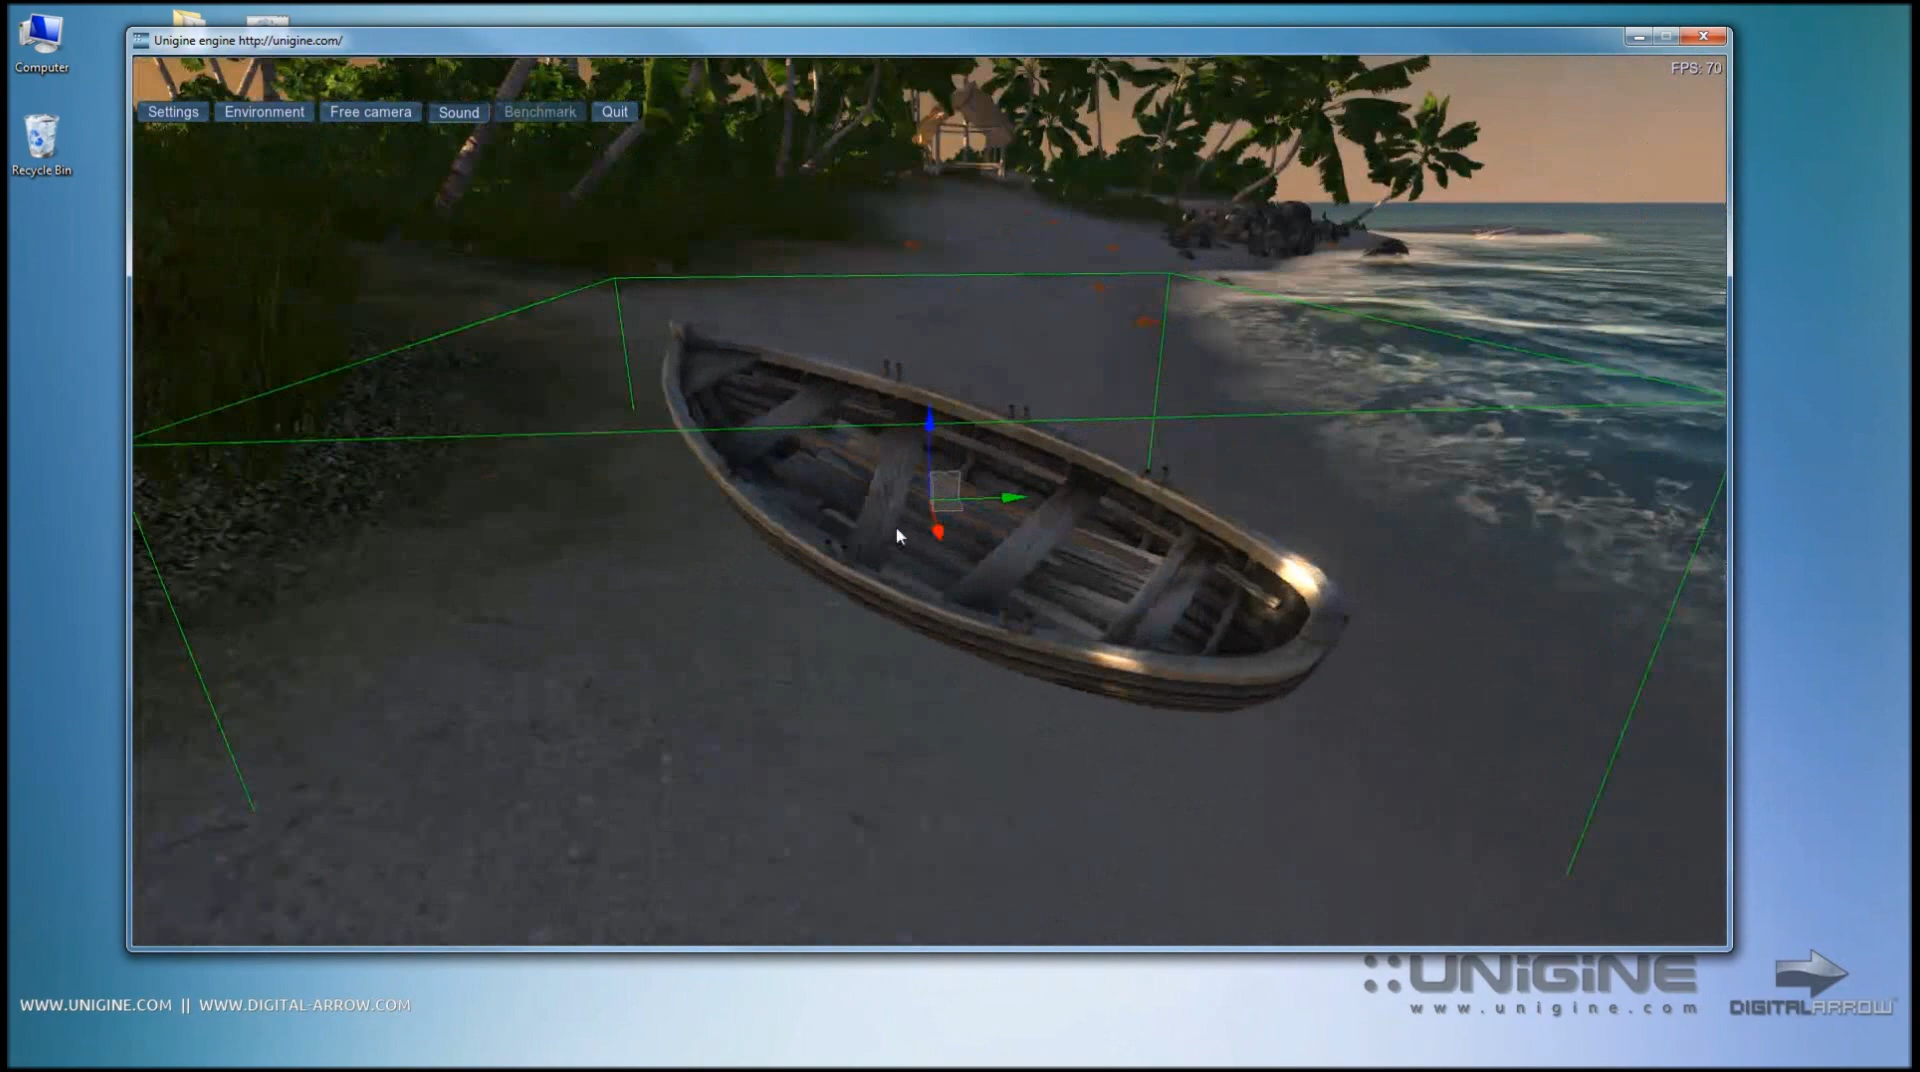 Computer
Recycle Bin
Unigine engine http://unigine.com/
FPS: 70
Settings Environment Free camera Sound Benchmark Quit
WWW.UNIGINE.COM || WWW.DIGITAL-ARROW.COM
::UNiGiNE
www.unigine.com
DIGITALARROW